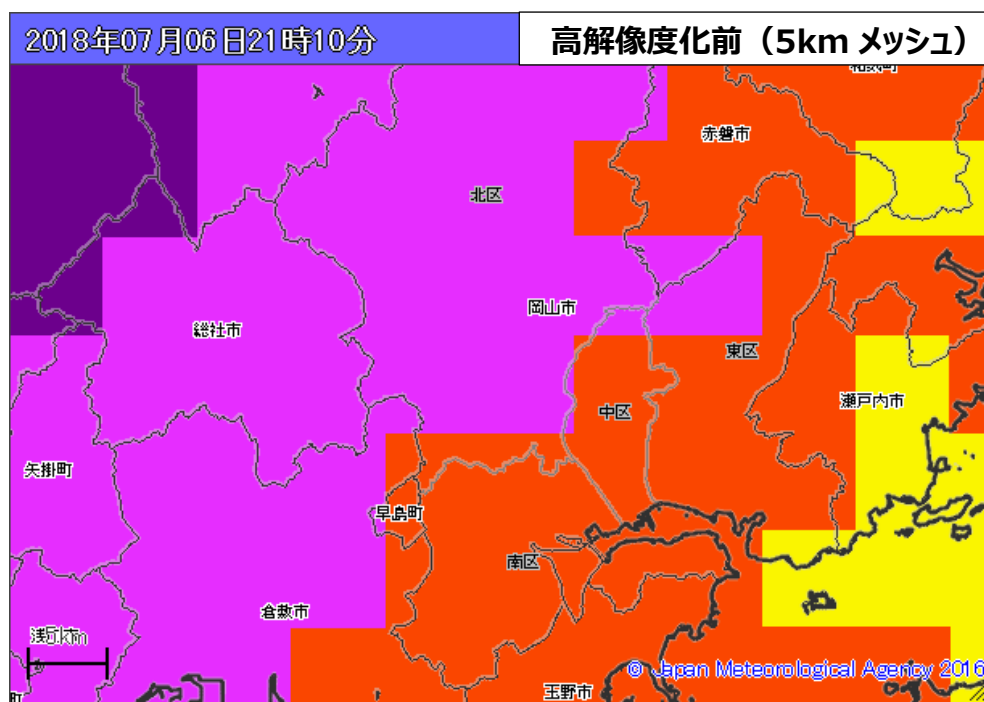 2018年07月06日21時10分
高解像度化前（5km メッシュ）
赤磐市
北区
岡山市
総社市
東区
瀬戸内市
中区
矢掛町
早島町
南区
倉敷市
5km
© Japan Meteorological Agency 2016
玉野市
町